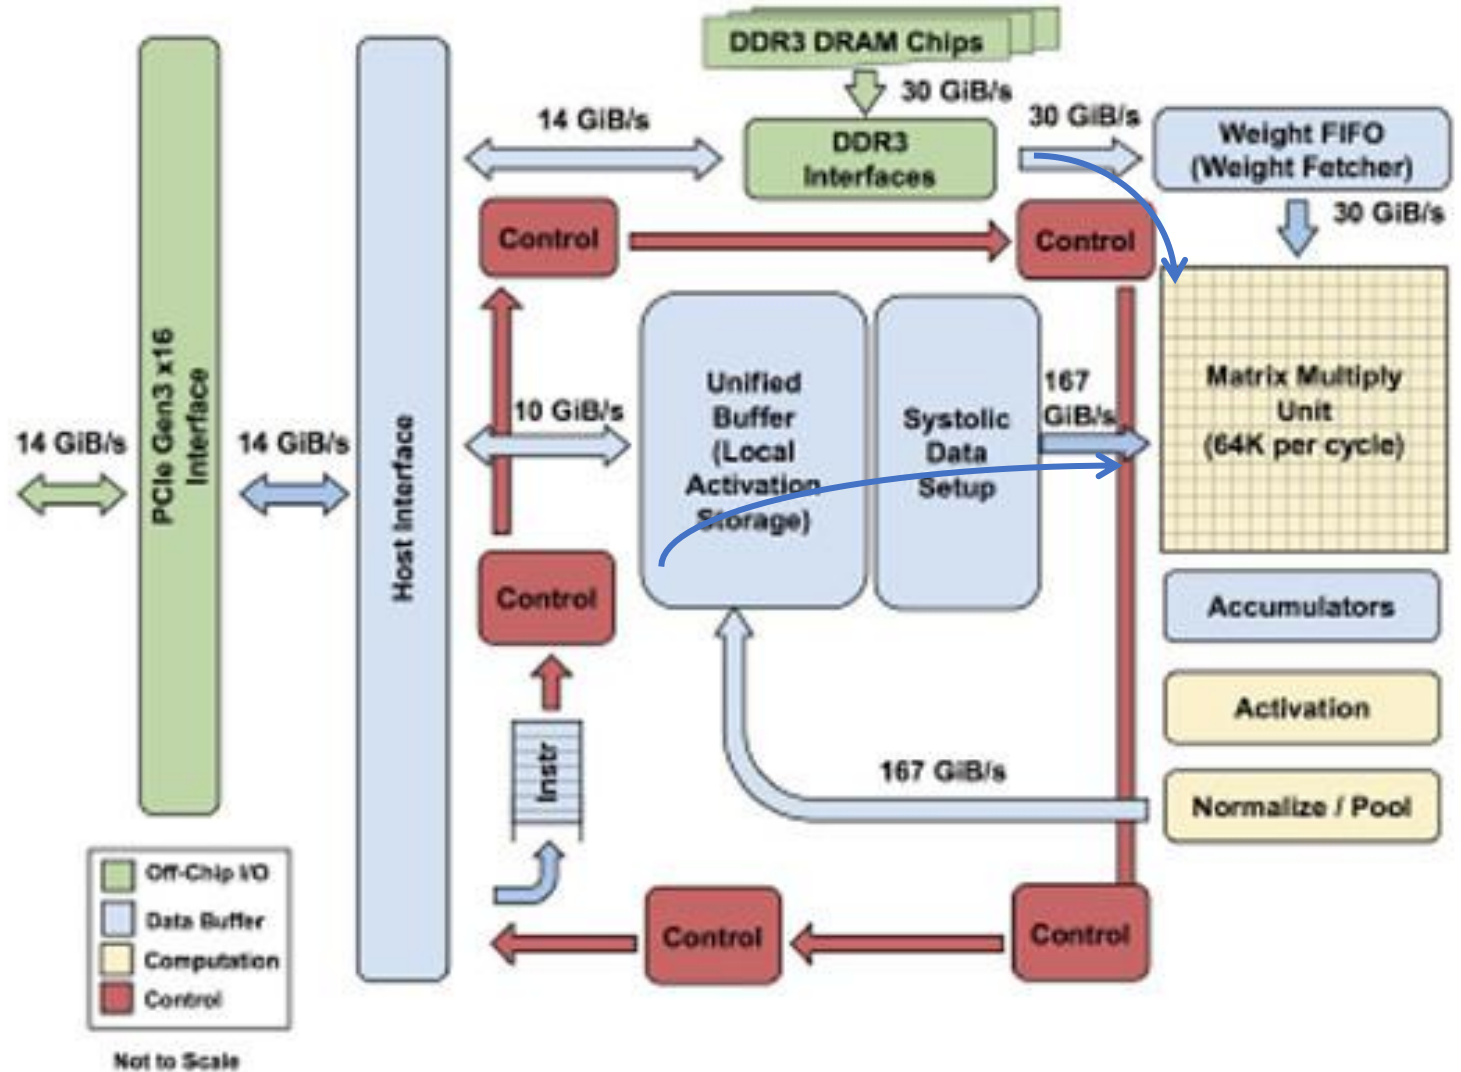 DDR3 DRAM Chips
30 GiB/s
14 GiB/s
DDR3
Interfaces
30 GiB/s
Weight FIFO
(Weight Fetcher)
30 GiB/s
Control
Control
PCIe Gen3 x16
Interface
Host Interface
14 GiB/s
14 GiB/s
10 GiB/s
Unified
Buffer
(Local
Activation
Storage)
Systolic
Data
Setup
167
GiB/s
Matrix Multiply
Unit
(64K per cycle)
Control
Accumulators
Activation
Instr
167 GiB/s
Normalize / Pool
Control
Control
Off-Chip I/O
Data Buffer
Computation
Control
Not to Scale